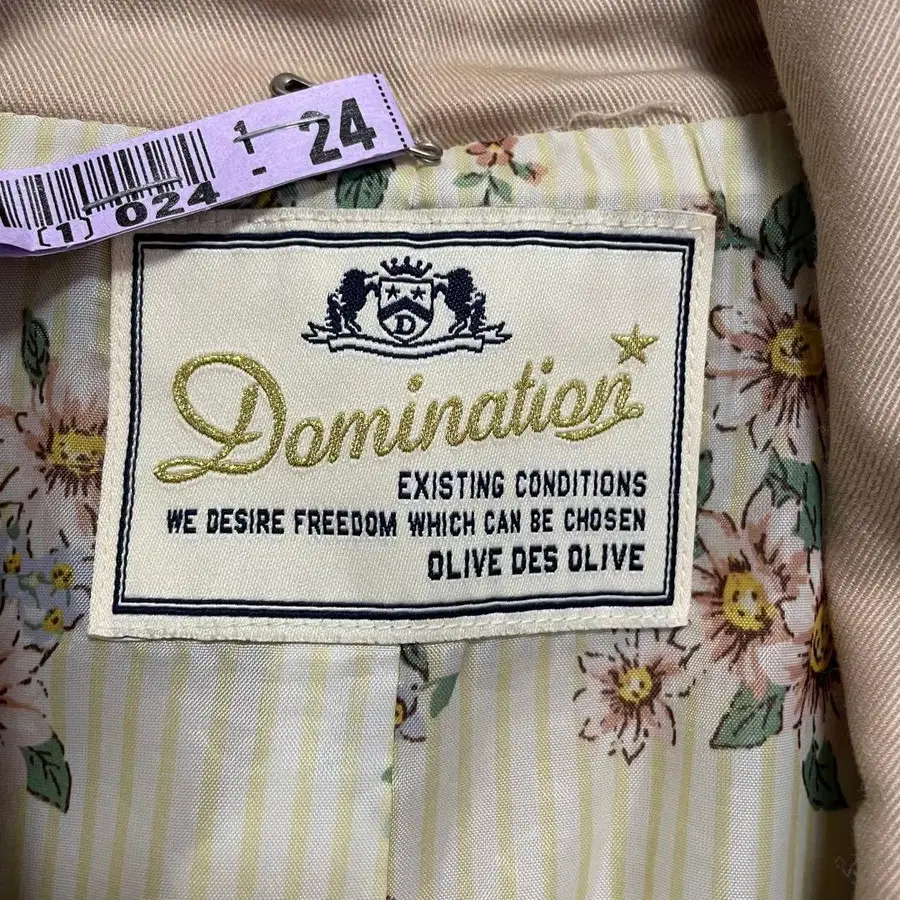 1 - 24
[1] 024
D
Domination
EXISTING CONDITIONS
WE DESIRE FREEDOM WHICH CAN BE CHOSEN
OLIVE DES OLIVE